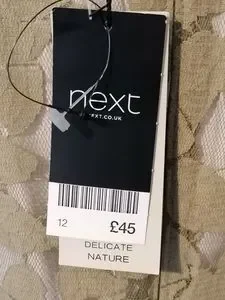 next
NEXT.CO.UK
12
£45
DELICATE
NATURE